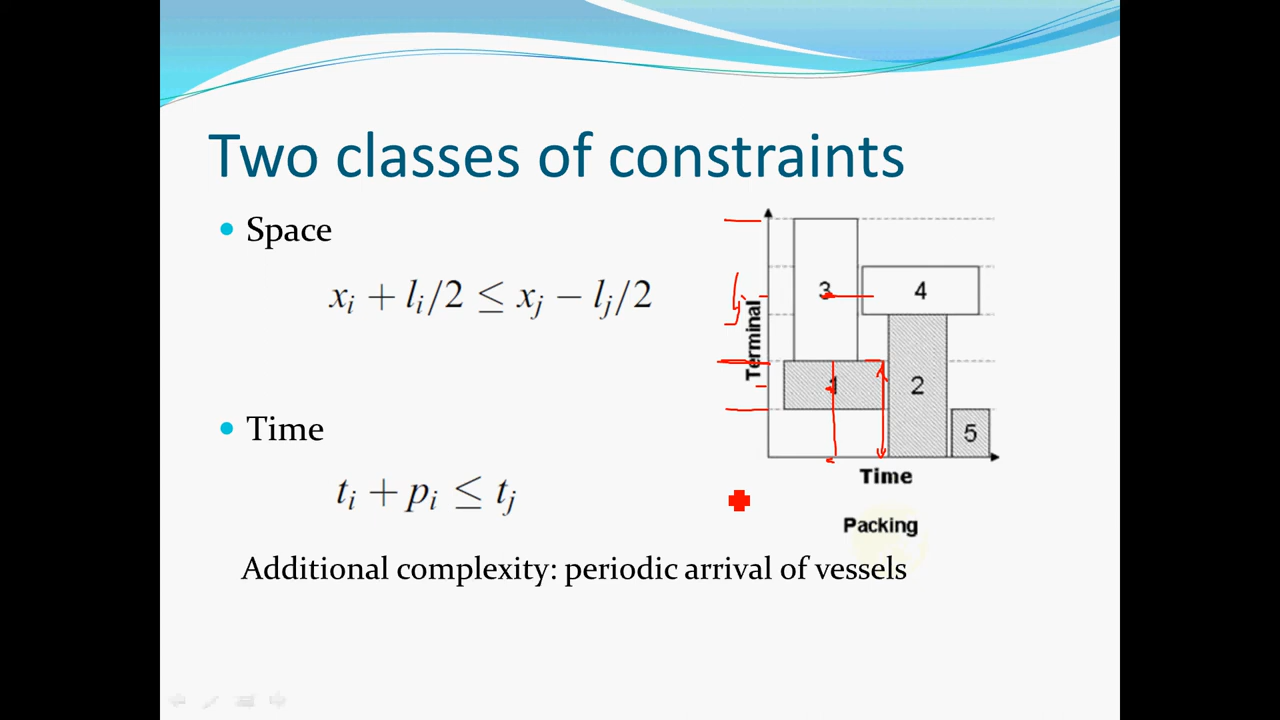 Two classes of constraints
Space
xᵢ + lᵢ/2 ≤ xⱼ − lⱼ/2
Time
tᵢ + pᵢ ≤ tⱼ
Additional complexity: periodic arrival of vessels
Terminal
3
4
1
2
5
Time
Packing